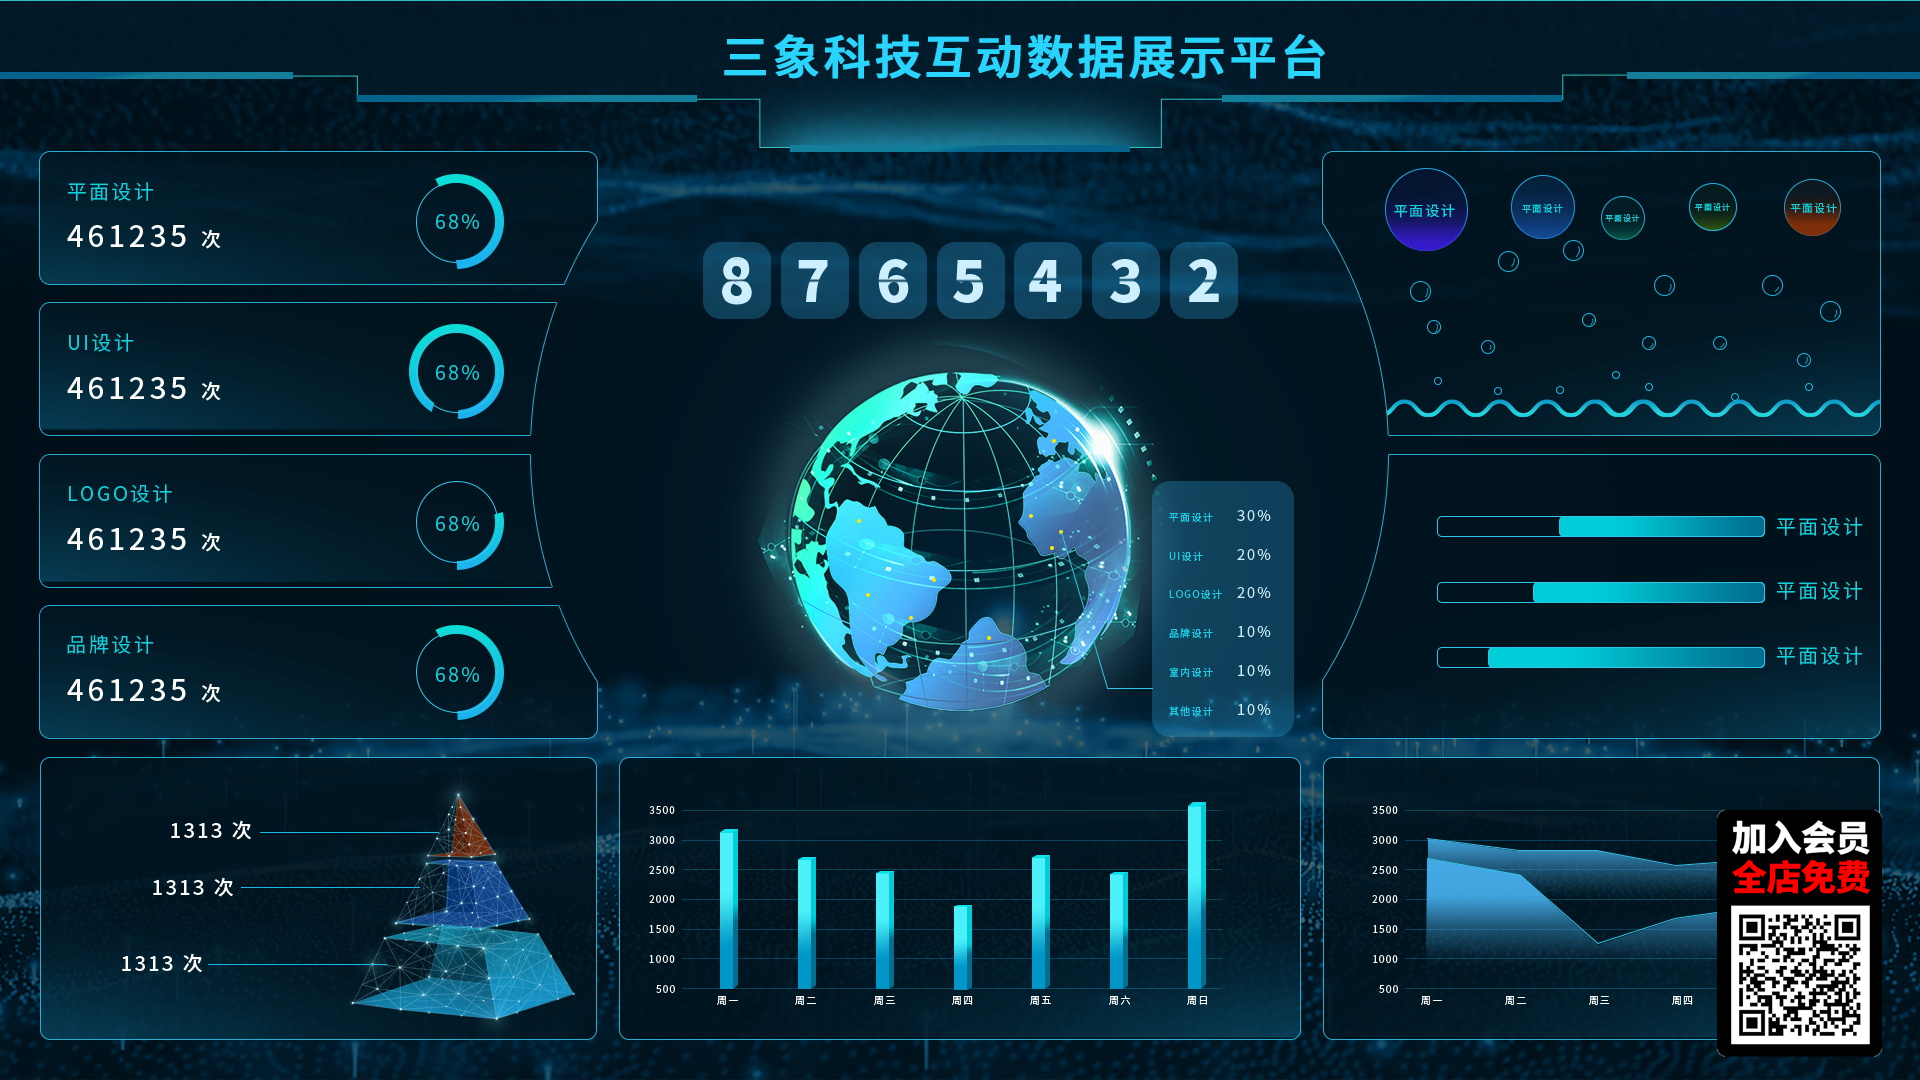 三象科技互动数据展示平台
平面设计
461235 次
68%
UI设计
461235 次
68%
LOGO设计
461235 次
68%
品牌设计
461235 次
68%
8 7 6 5 4 3 2
平面设计 30%
UI设计 20%
LOGO设计 20%
品牌设计 10%
室内设计 10%
其他设计 10%
平面设计
平面设计
平面设计
平面设计
平面设计
平面设计
平面设计
平面设计
1313 次
1313 次
1313 次
3500
3000
2500
2000
1500
1000
500
周一 周二 周三 周四 周五 周六 周日
3500
3000
2500
2000
1500
1000
500
周一 周二 周三 周四
加入会员
全店免费